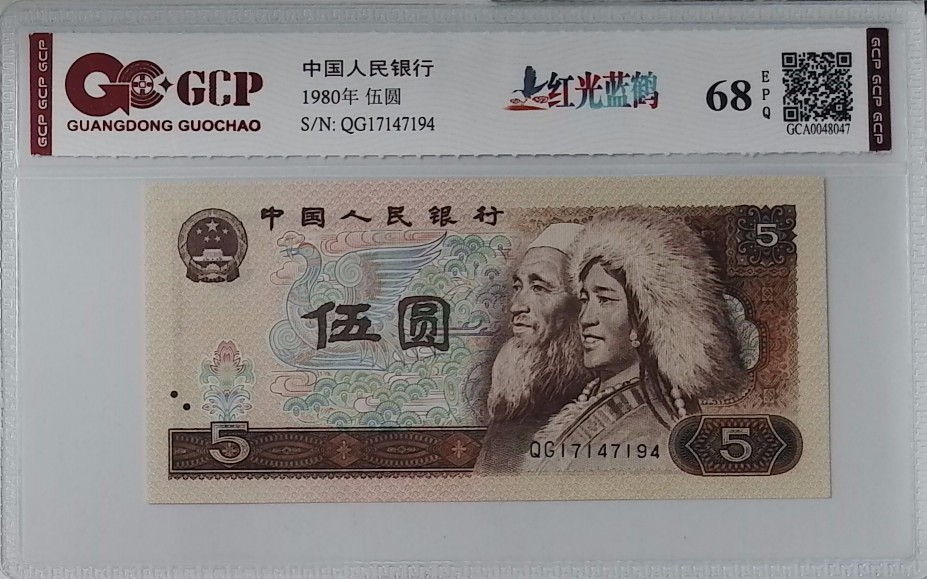 GCP GCP GCP
GCP
GUANGDONG GUOCHAO
中国人民银行
1980年 伍圆
S/N: QG17147194
红光蓝鹤
68
EPQ
GCA0048047
GCP GCP GCP
中国人民银行
5
伍圆
5
QG17147194
5